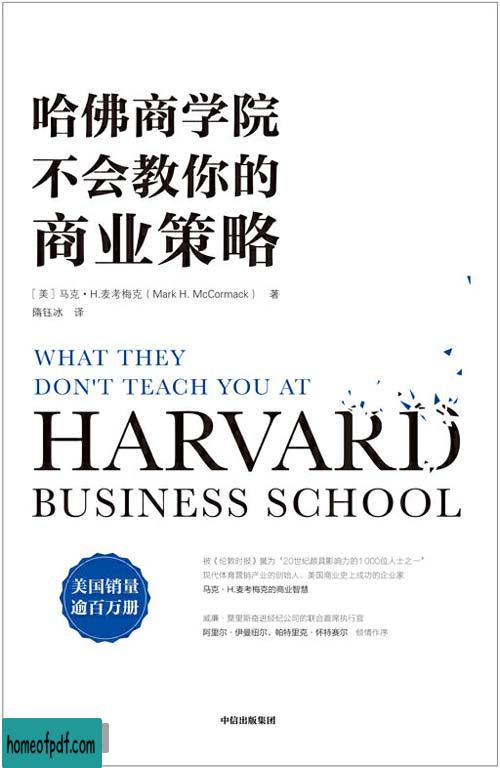 哈佛商学院
不会教你的
商业策略
[美] 马克·H.麦考梅克（Mark H. McCormack） 著
隋钰冰 译
WHAT THEY
DON'T TEACH YOU AT
HARVARD
BUSINESS SCHOOL
被《伦敦时报》誉为“20世纪颇具影响力的1000位人士之一”
现代体育营销产业的创始人、美国商业史上成功的企业家
马克·H.麦考梅克的商业智慧
美国销量
逾百万册
威廉·莫里斯奋进经纪公司的联合首席执行官
阿里尔·伊曼纽尔、帕特里克·怀特赛尔 倾情作序
中信出版集团
homeofpdf.com